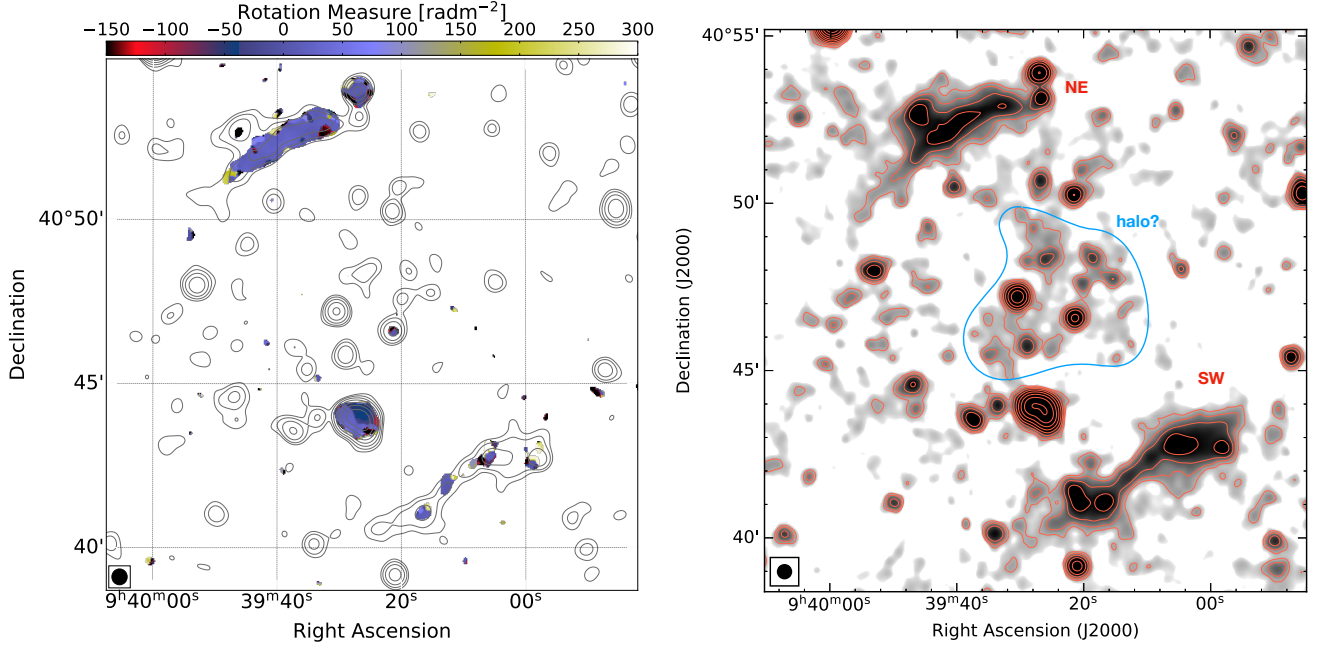 Rotation Measure [radm⁻²]
−150 −100 −50 0 50 100 150 200 250 300
40°50'
45'
40'
Declination
9ʰ40ᵐ00ˢ 39ᵐ40ˢ 20ˢ 00ˢ
Right Ascension
40°55'
50'
45'
40'
Declination (J2000)
NE
halo?
SW
9ʰ40ᵐ00ˢ 39ᵐ40ˢ 20ˢ 00ˢ
Right Ascension (J2000)